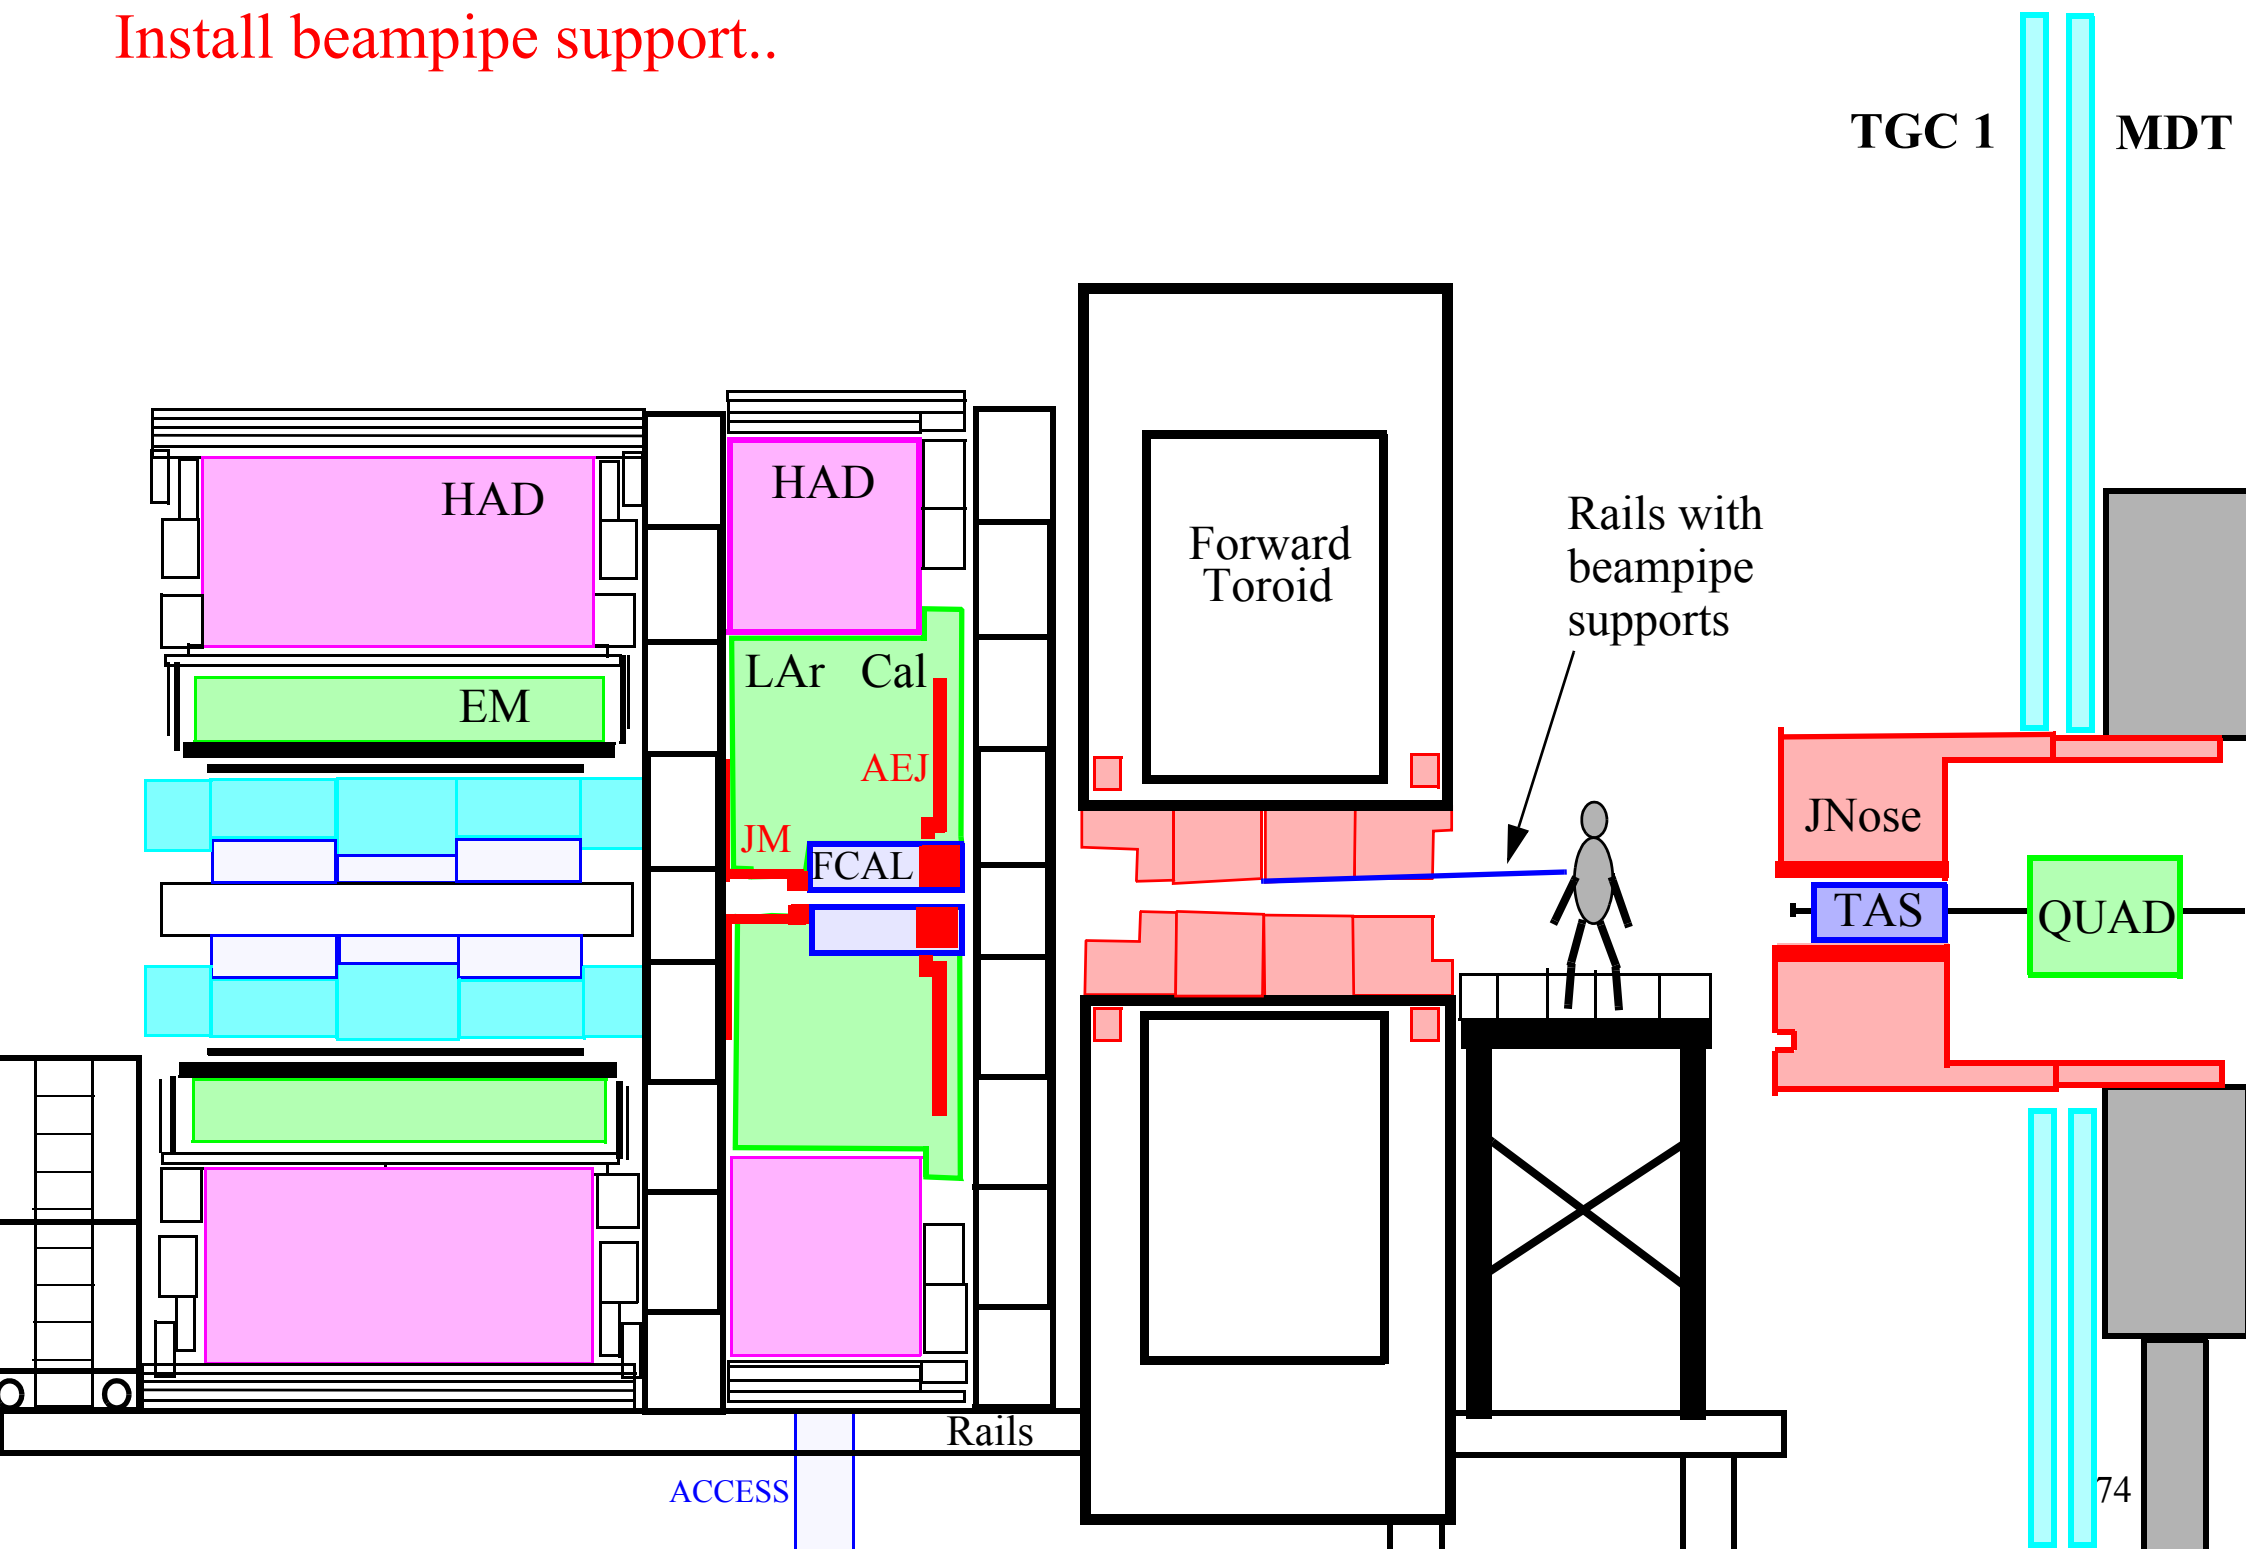 Install beampipe support..
TGC 1
MDT
HAD
HAD
Forward
Toroid
Rails with
beampipe
supports
LAr Cal
EM
AEJ
JM
FCAL
JNose
TAS
QUAD
Rails
ACCESS
74